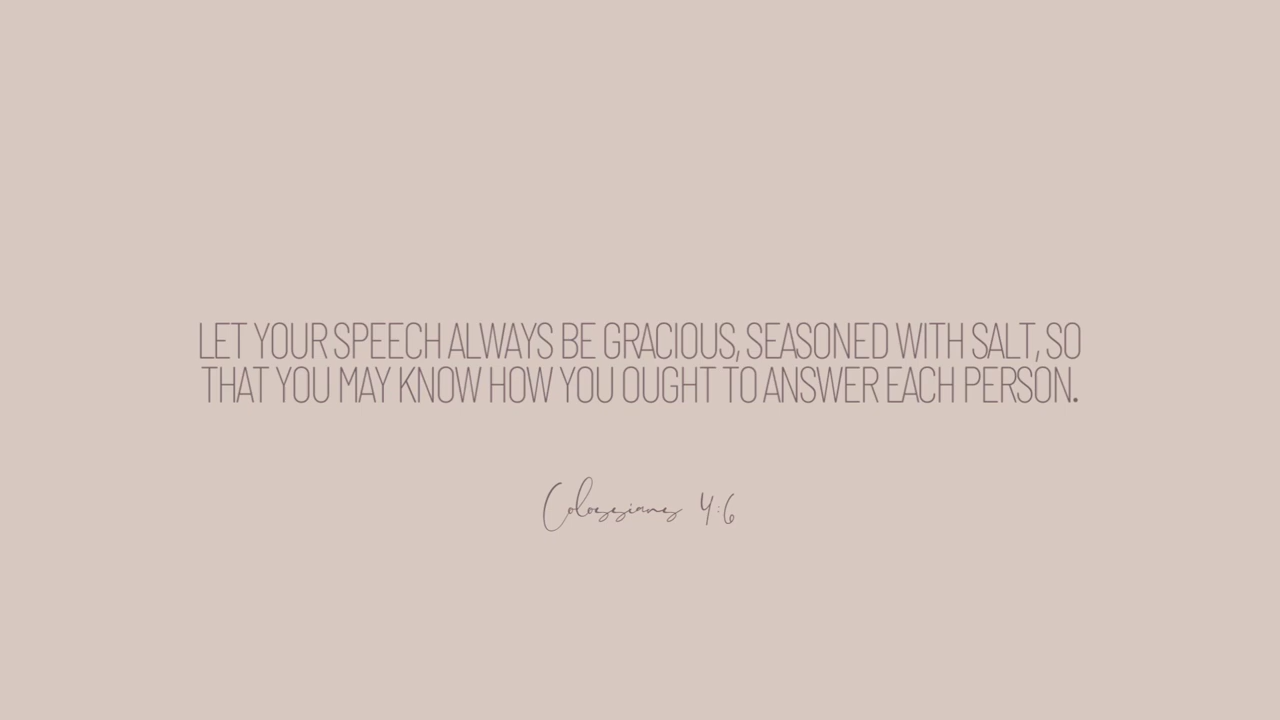 LET YOUR SPEECH ALWAYS BE GRACIOUS, SEASONED WITH SALT, SO
THAT YOU MAY KNOW HOW YOU OUGHT TO ANSWER EACH PERSON.
Colossians 4:6